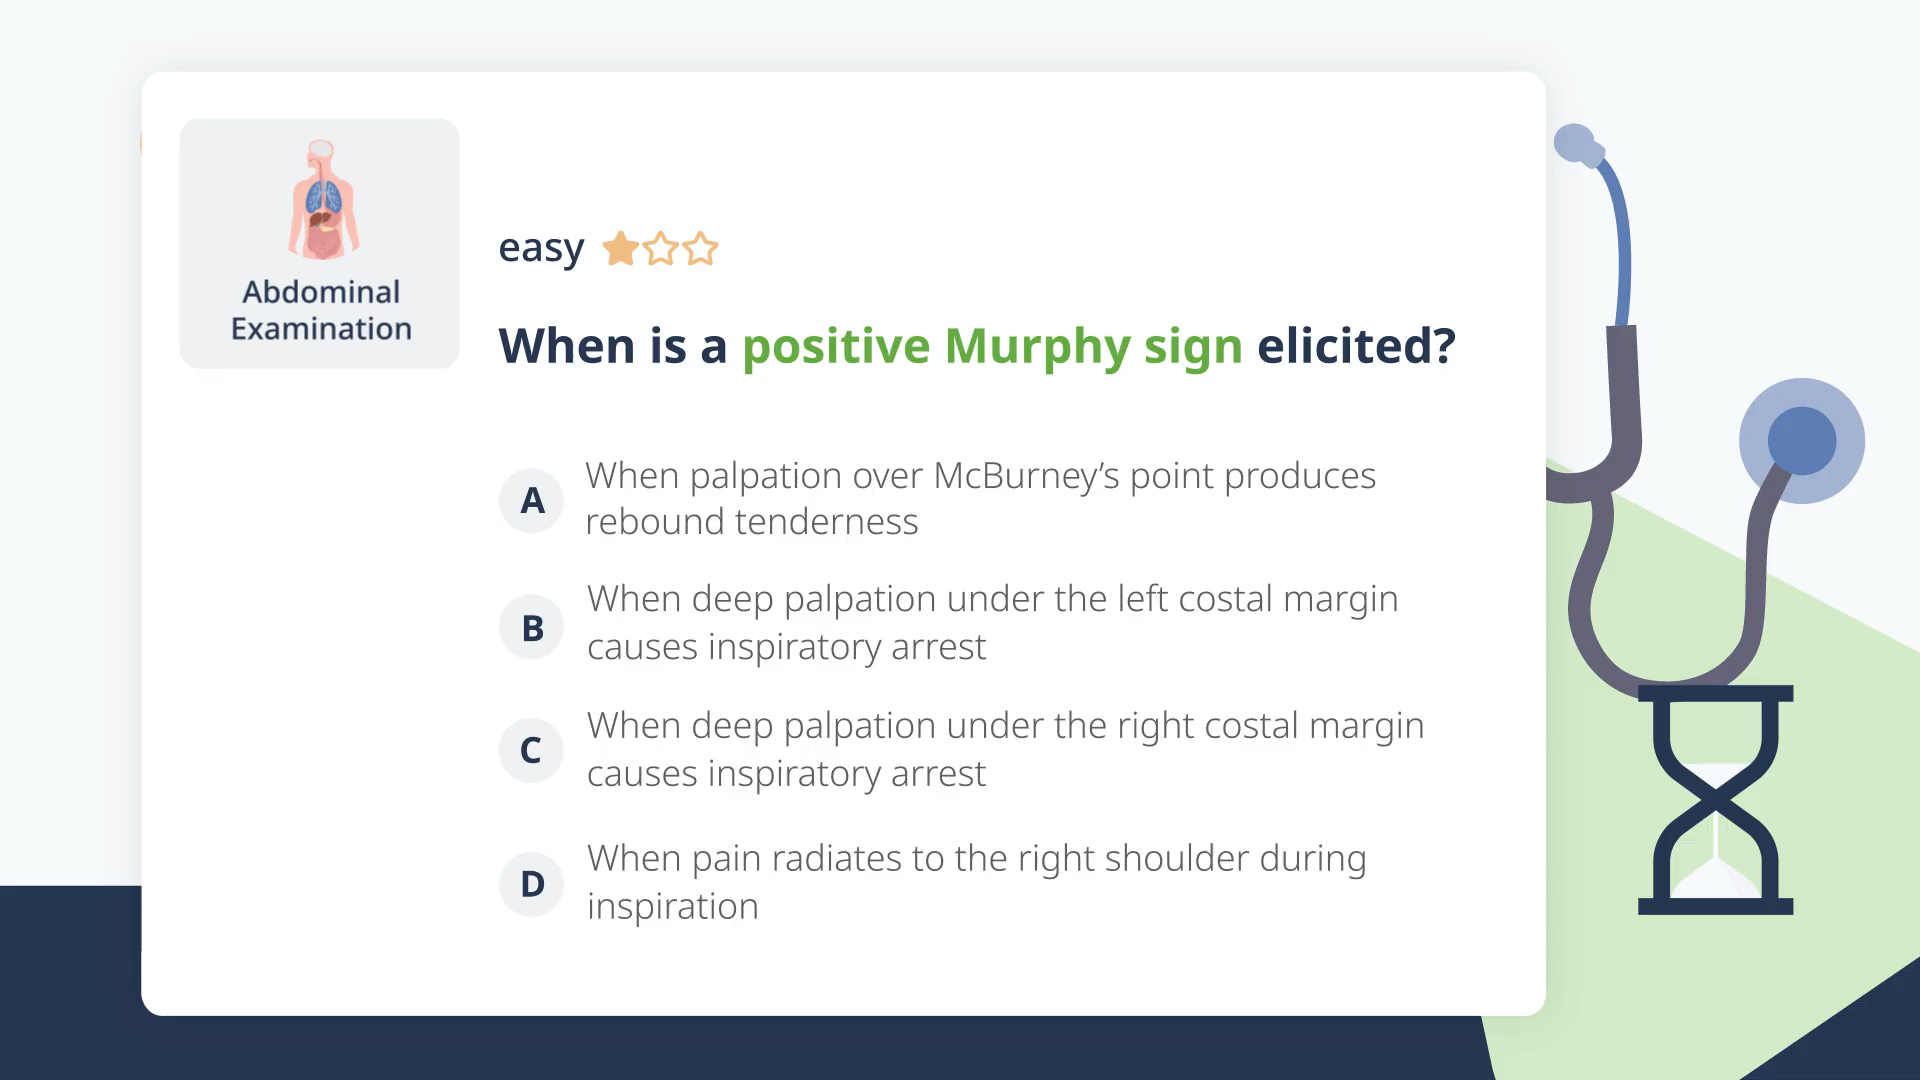 Abdominal
Examination
easy
When is a positive Murphy sign elicited?
A
When palpation over McBurney’s point produces
rebound tenderness
B
When deep palpation under the left costal margin
causes inspiratory arrest
C
When deep palpation under the right costal margin
causes inspiratory arrest
D
When pain radiates to the right shoulder during
inspiration